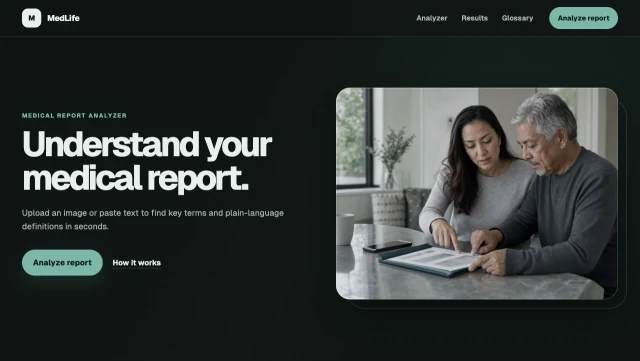 M
MedLife
Analyzer
Results
Glossary
Analyze report
MEDICAL REPORT ANALYZER
Understand your
medical report.
Upload an image or paste text to find key terms and plain-language
definitions in seconds.
Analyze report
How it works